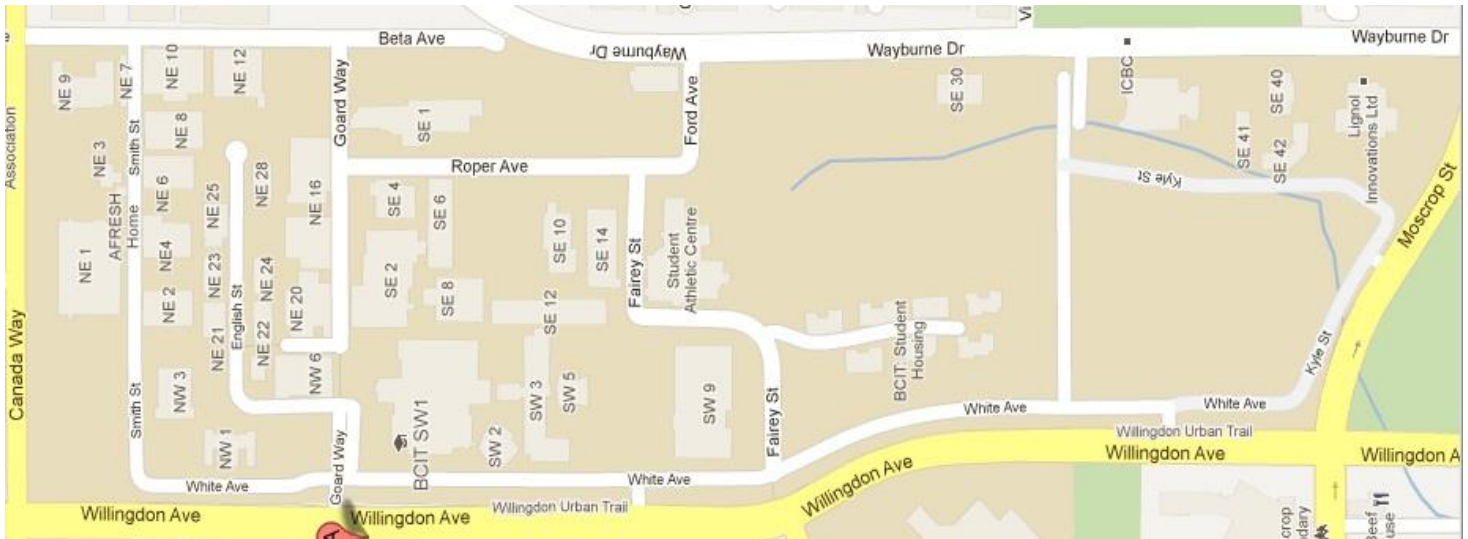 Beta Ave
Wayburne Dr
Wayburne Dr
Wayburne Dr
NE 9
NE 7
NE 10
NE 12
Goard Way
SE 1
Ford Ave
SE 30
ICBC
SE 40
SE 41
SE 42
Lignol
Innovations Ltd
Association
NE 3
Smith St
NE 8
Roper Ave
AFRESH
Home
NE 6
NE 25
NE 28
NE 16
SE 4
SE 6
Kyle St
Moscrop St
NE 1
NE4
NE 23
NE 24
SE 2
SE 10
SE 14
Fairey St
Student
Athletic Centre
NE 2
English St
NE 20
SE 8
SE 12
NE 21
NE 22
Canada Way
NW 3
NW 6
SW 3
SW 5
SW 9
BCIT: Student
Housing
Kyle St
Smith St
NW 1
BCIT SW1
SW 2
Fairey St
White Ave
White Ave
Willingdon Urban Trail
Goard Way
White Ave
White Ave
Willingdon Ave
Willingdon A
Willingdon Ave
Willingdon Ave
Willingdon Urban Trail
Willingdon Ave
A
crop
ndary
Beef
use